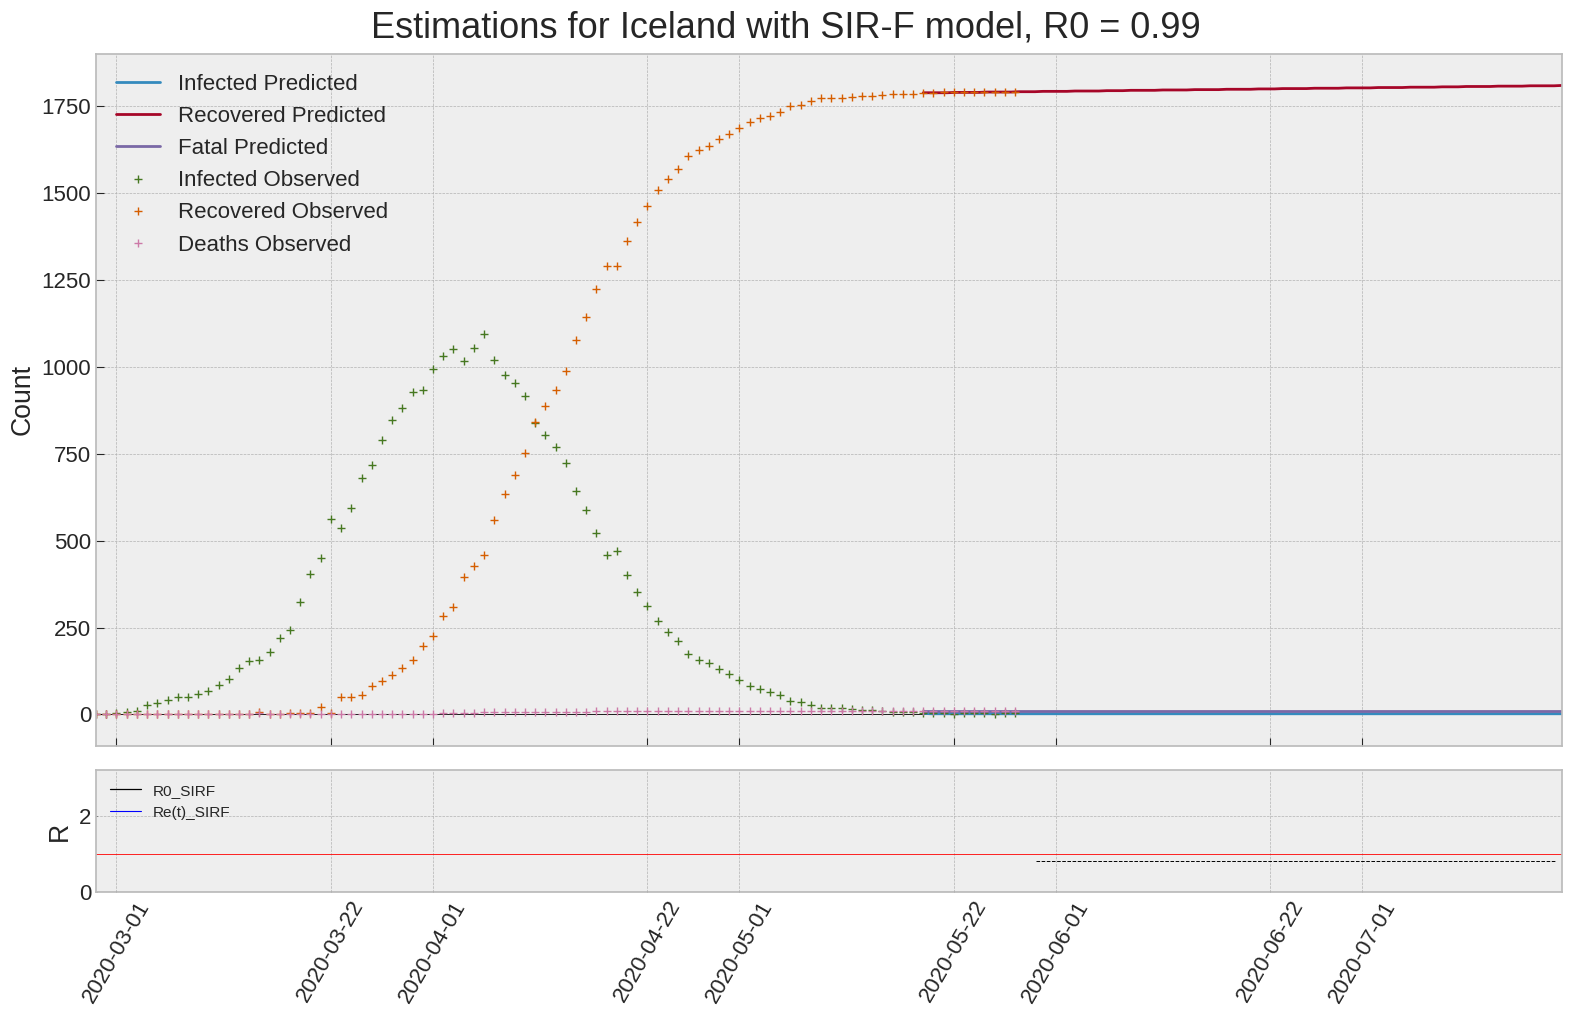 Estimations for Iceland with SIR-F model, R0 = 0.99
Infected Predicted
Recovered Predicted
Fatal Predicted
Infected Observed
Recovered Observed
Deaths Observed
Count
1750
1500
1250
1000
750
500
250
0
R0_SIRF
Re(t)_SIRF
R
2
0
2020-03-01
2020-03-22
2020-04-01
2020-04-22
2020-05-01
2020-05-22
2020-06-01
2020-06-22
2020-07-01